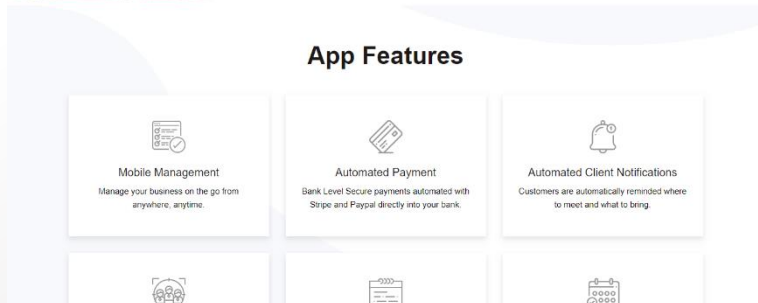 App Features
Mobile Management
Manage your business on the go from
anywhere, anytime.
Automated Payment
Bank Level Secure payments automated with
Stripe and Paypal directly into your bank.
Automated Client Notifications
Customers are automatically reminded where
to meet and what to bring.